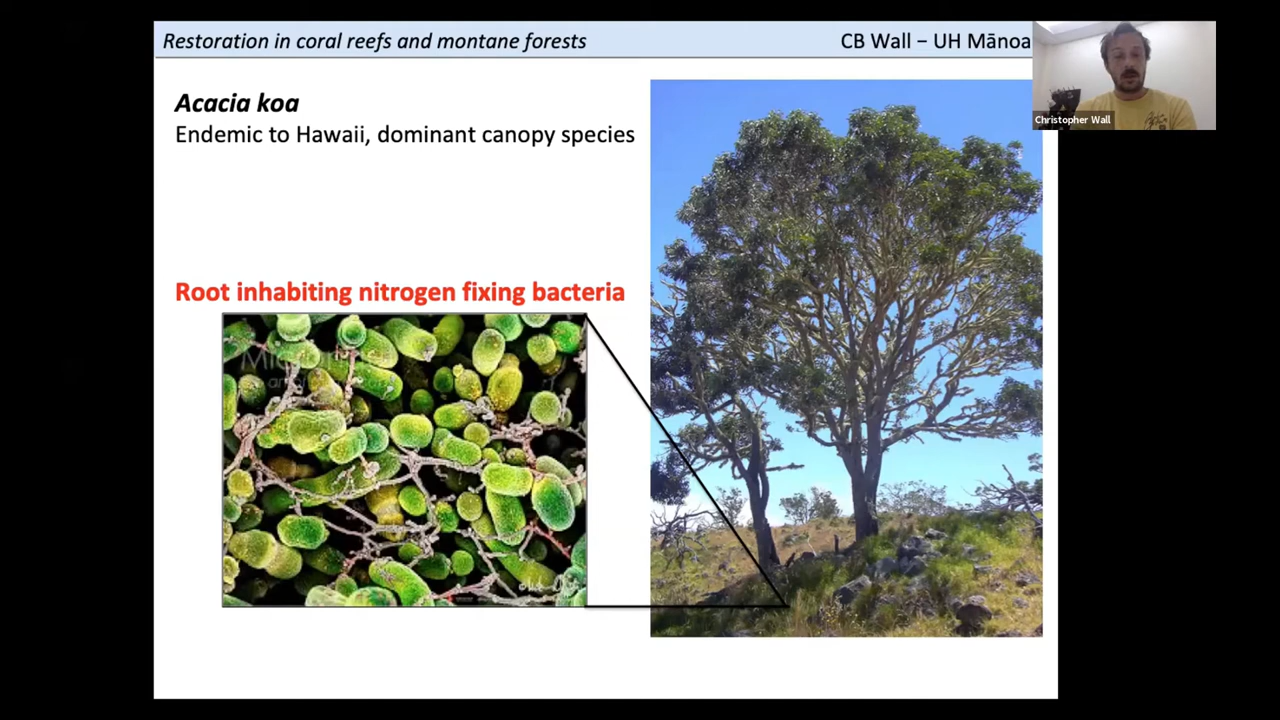 Restoration in coral reefs and montane forests
CB Wall – UH Mānoa
Christopher Wall
Acacia koa
Endemic to Hawaii, dominant canopy species
Root inhabiting nitrogen fixing bacteria